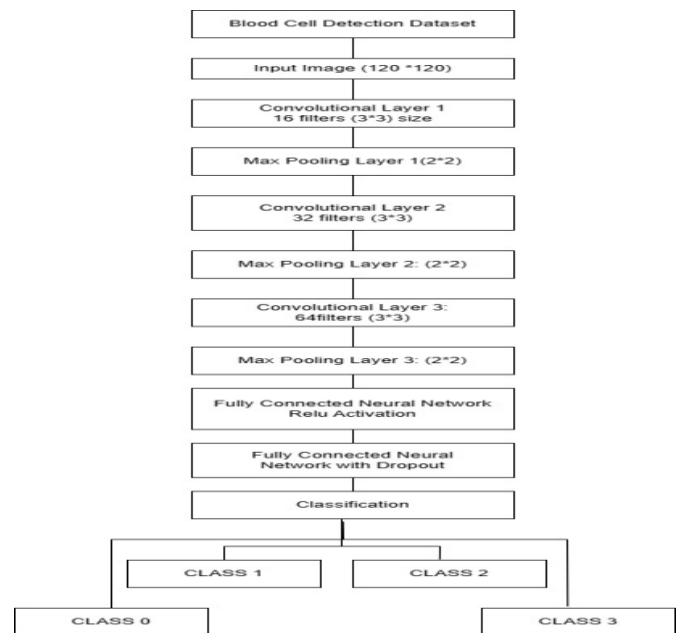 Blood Cell Detection Dataset
Input Image (120 *120)
Convolutional Layer 1
16 filters (3*3) size
Max Pooling Layer 1(2*2)
Convolutional Layer 2
32 filters (3*3)
Max Pooling Layer 2: (2*2)
Convolutional Layer 3:
64filters (3*3)
Max Pooling Layer 3: (2*2)
Fully Connected Neural Network
Relu Activation
Fully Connected Neural
Network with Dropout
Classification
CLASS 1
CLASS 2
CLASS 0
CLASS 3